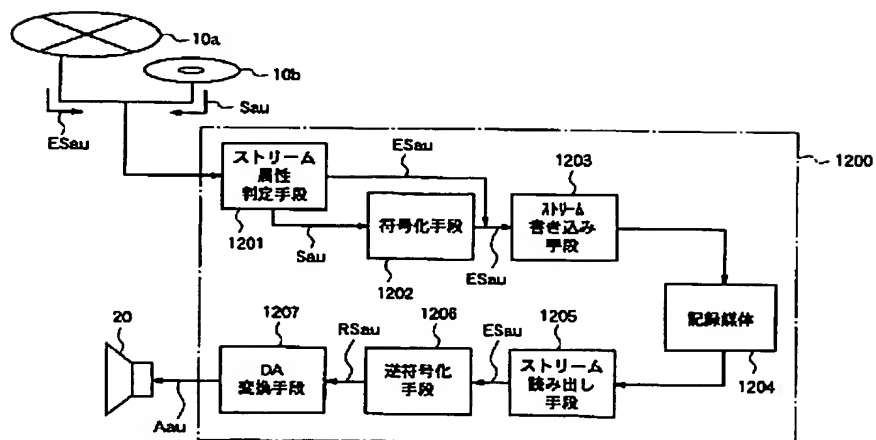 10a
10b
ESau
Sau
1200
ストリーム
属性
判定手段
1201
ESau
Sau
符号化手段
1202
ESau
1203
ストリーム
書き込み
手段
記録媒体
1204
1205
ストリーム
読み出し
手段
ESau
1206
逆符号化
手段
RSau
1207
DA
変換手段
20
Aau